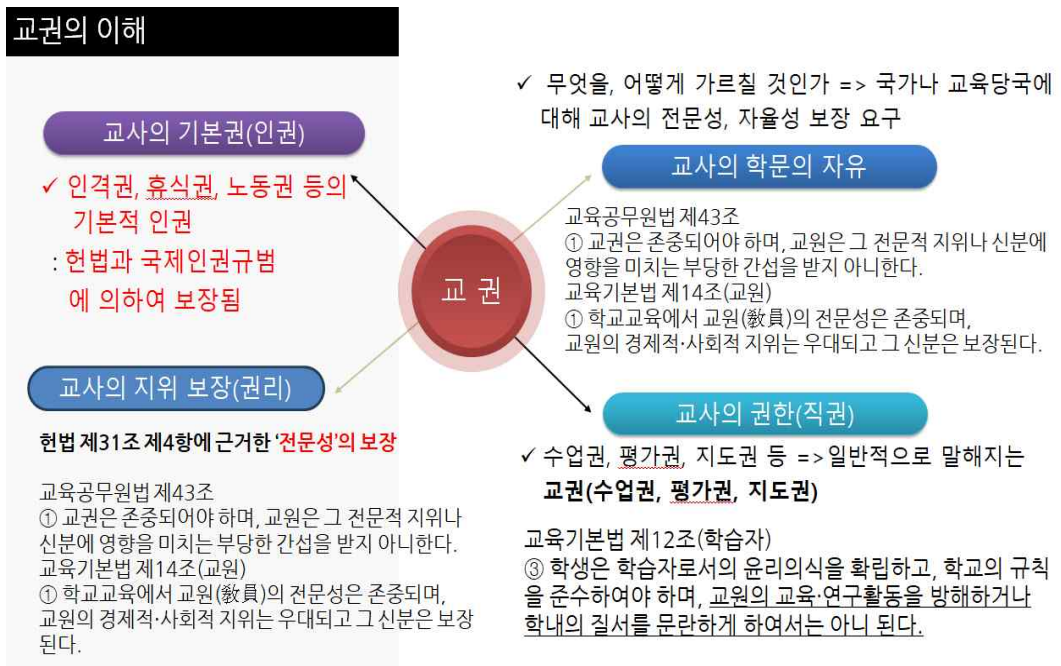 교권의 이해
교사의 기본권(인권)
✓ 인격권, 휴식권, 노동권 등의
기본적 인권
: 헌법과 국제인권규범
에 의하여 보장됨
✓ 무엇을, 어떻게 가르칠 것인가 => 국가나 교육당국에
대해 교사의 전문성, 자율성 보장 요구
교사의 학문의 자유
교육공무원법 제43조
① 교권은 존중되어야 하며, 교원은 그 전문적 지위나 신분에
영향을 미치는 부당한 간섭을 받지 아니한다.
교육기본법 제14조(교원)
① 학교교육에서 교원(敎員)의 전문성은 존중되며,
교원의 경제적·사회적 지위는 우대되고 그 신분은 보장된다.
교 권
교사의 지위 보장(권리)
헌법 제31조 제4항에 근거한 ‘전문성’의 보장
교육공무원법 제43조
① 교권은 존중되어야 하며, 교원은 그 전문적 지위나
신분에 영향을 미치는 부당한 간섭을 받지 아니한다.
교육기본법 제14조(교원)
① 학교교육에서 교원(敎員)의 전문성은 존중되며,
교원의 경제적·사회적 지위는 우대되고 그 신분은 보장
된다.
교사의 권한(직권)
✓ 수업권, 평가권, 지도권 등 =>일반적으로 말해지는
교권(수업권, 평가권, 지도권)
교육기본법 제12조(학습자)
③ 학생은 학습자로서의 윤리의식을 확립하고, 학교의 규칙
을 준수하여야 하며, 교원의 교육·연구활동을 방해하거나
학내의 질서를 문란하게 하여서는 아니 된다.